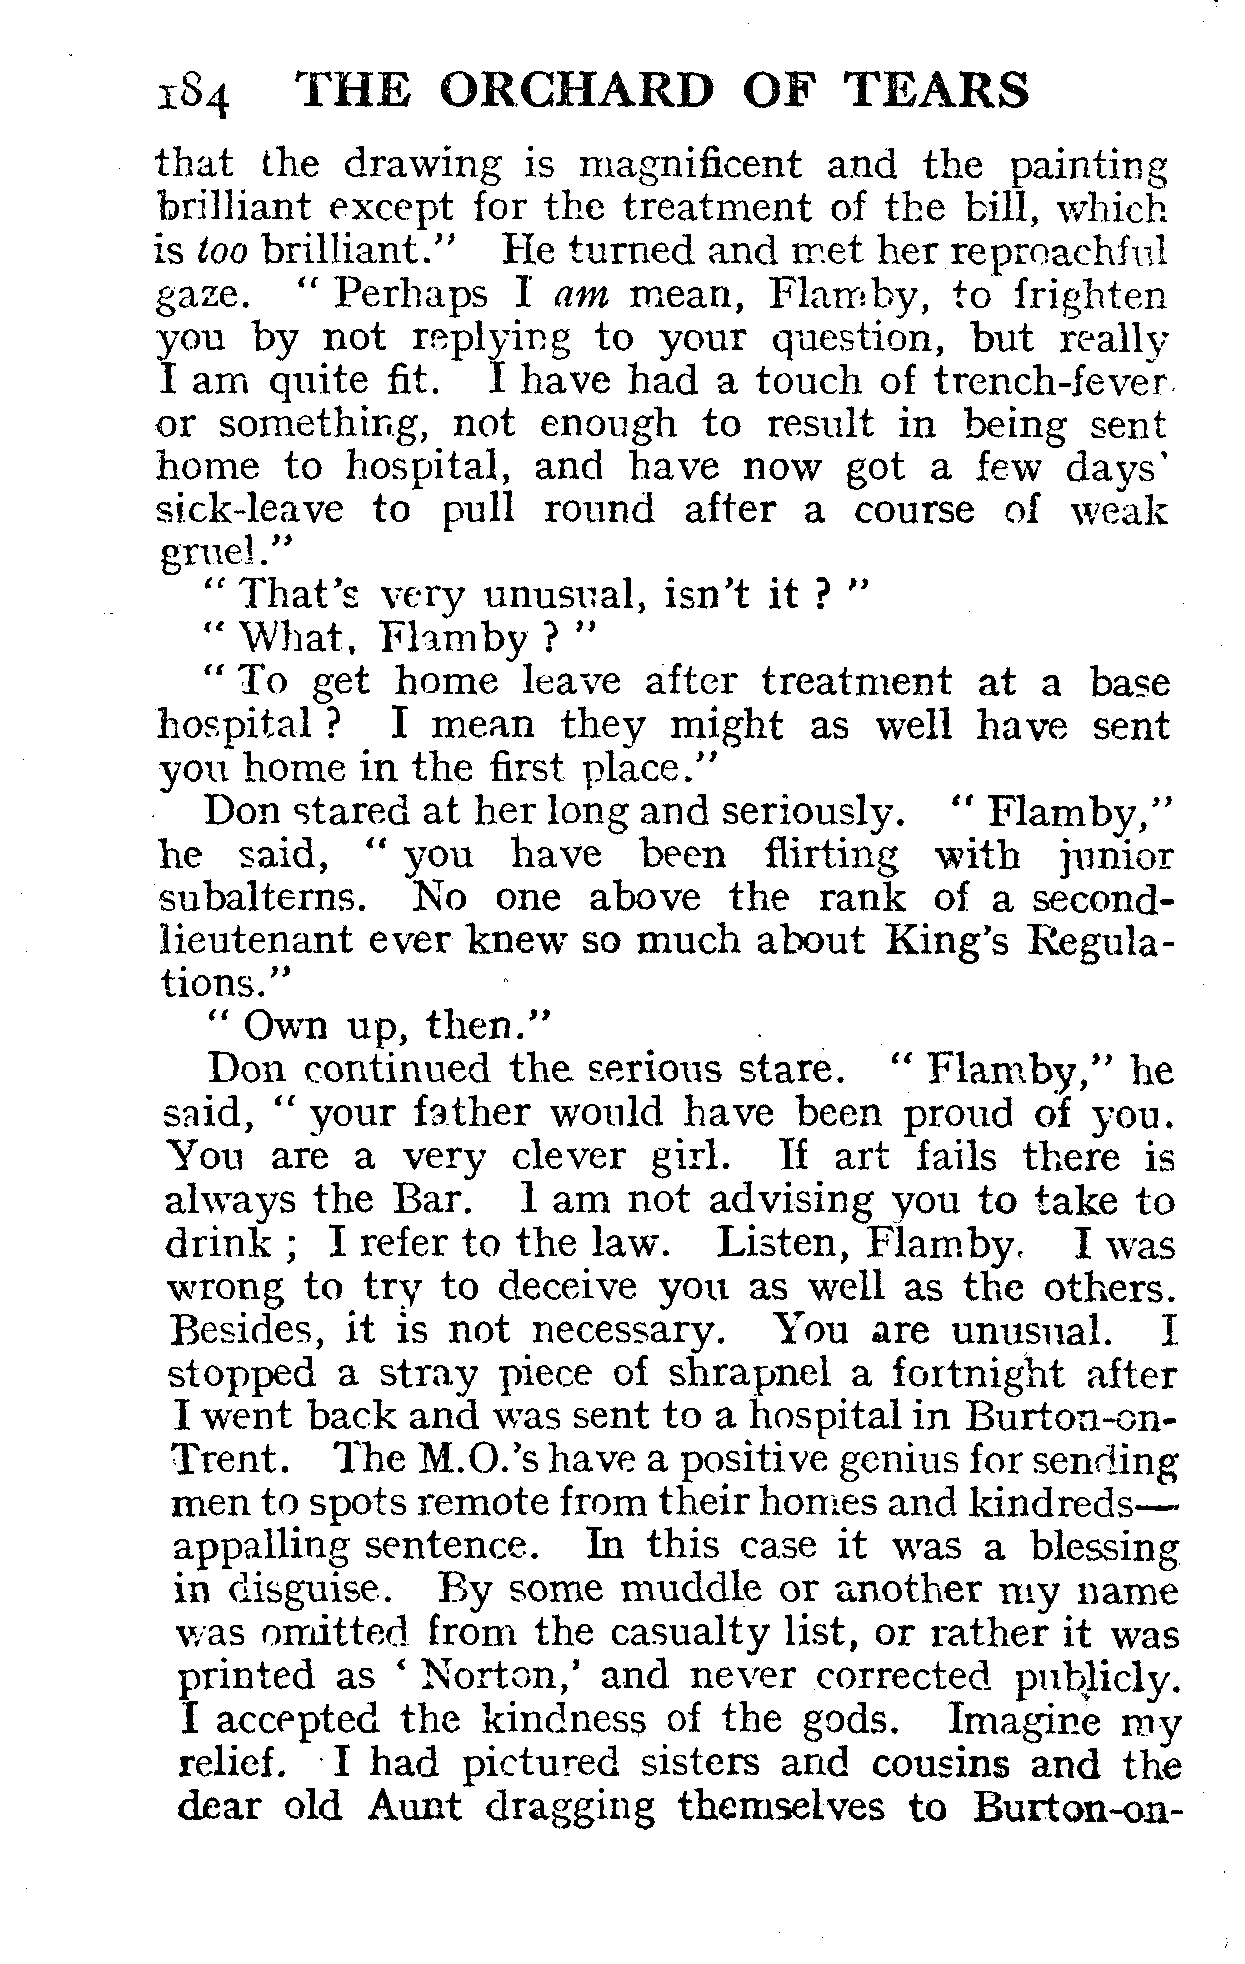 184 THE ORCHARD OF TEARS
that the drawing is magnificent and the painting
brilliant except for the treatment of the bill, which
is too brilliant." He turned and met her reproachful
gaze. " Perhaps I am mean, Flamby, to frighten
you by not replying to your question, but really
I am quite fit. I have had a touch of trench-fever
or something, not enough to result in being sent
home to hospital, and have now got a few days'
sick-leave to pull round after a course of weak
gruel."
" That's very unusual, isn't it ? "
" What, Flamby ? "
" To get home leave after treatment at a base
hospital ? I mean they might as well have sent
you home in the first place."
Don stared at her long and seriously. " Flamby,"
he said, " you have been flirting with junior
subalterns. No one above the rank of a second-
lieutenant ever knew so much about King's Regula-
tions."
" Own up, then."
Don continued the serious stare. " Flamby," he
said, " your father would have been proud of you.
You are a very clever girl. If art fails there is
always the Bar. I am not advising you to take to
drink ; I refer to the law. Listen, Flamby. I was
wrong to try to deceive you as well as the others.
Besides, it is not necessary. You are unusual. I
stopped a stray piece of shrapnel a fortnight after
I went back and was sent to a hospital in Burton-on-
Trent. The M.O.'s have a positive genius for sending
men to spots remote from their homes and kindreds—
appalling sentence. In this case it was a blessing
in disguise. By some muddle or another my name
was omitted from the casualty list, or rather it was
printed as ' Norton,' and never corrected publicly.
I accepted the kindness of the gods. Imagine my
relief. I had pictured sisters and cousins and the
dear old Aunt dragging themselves to Burton-on-